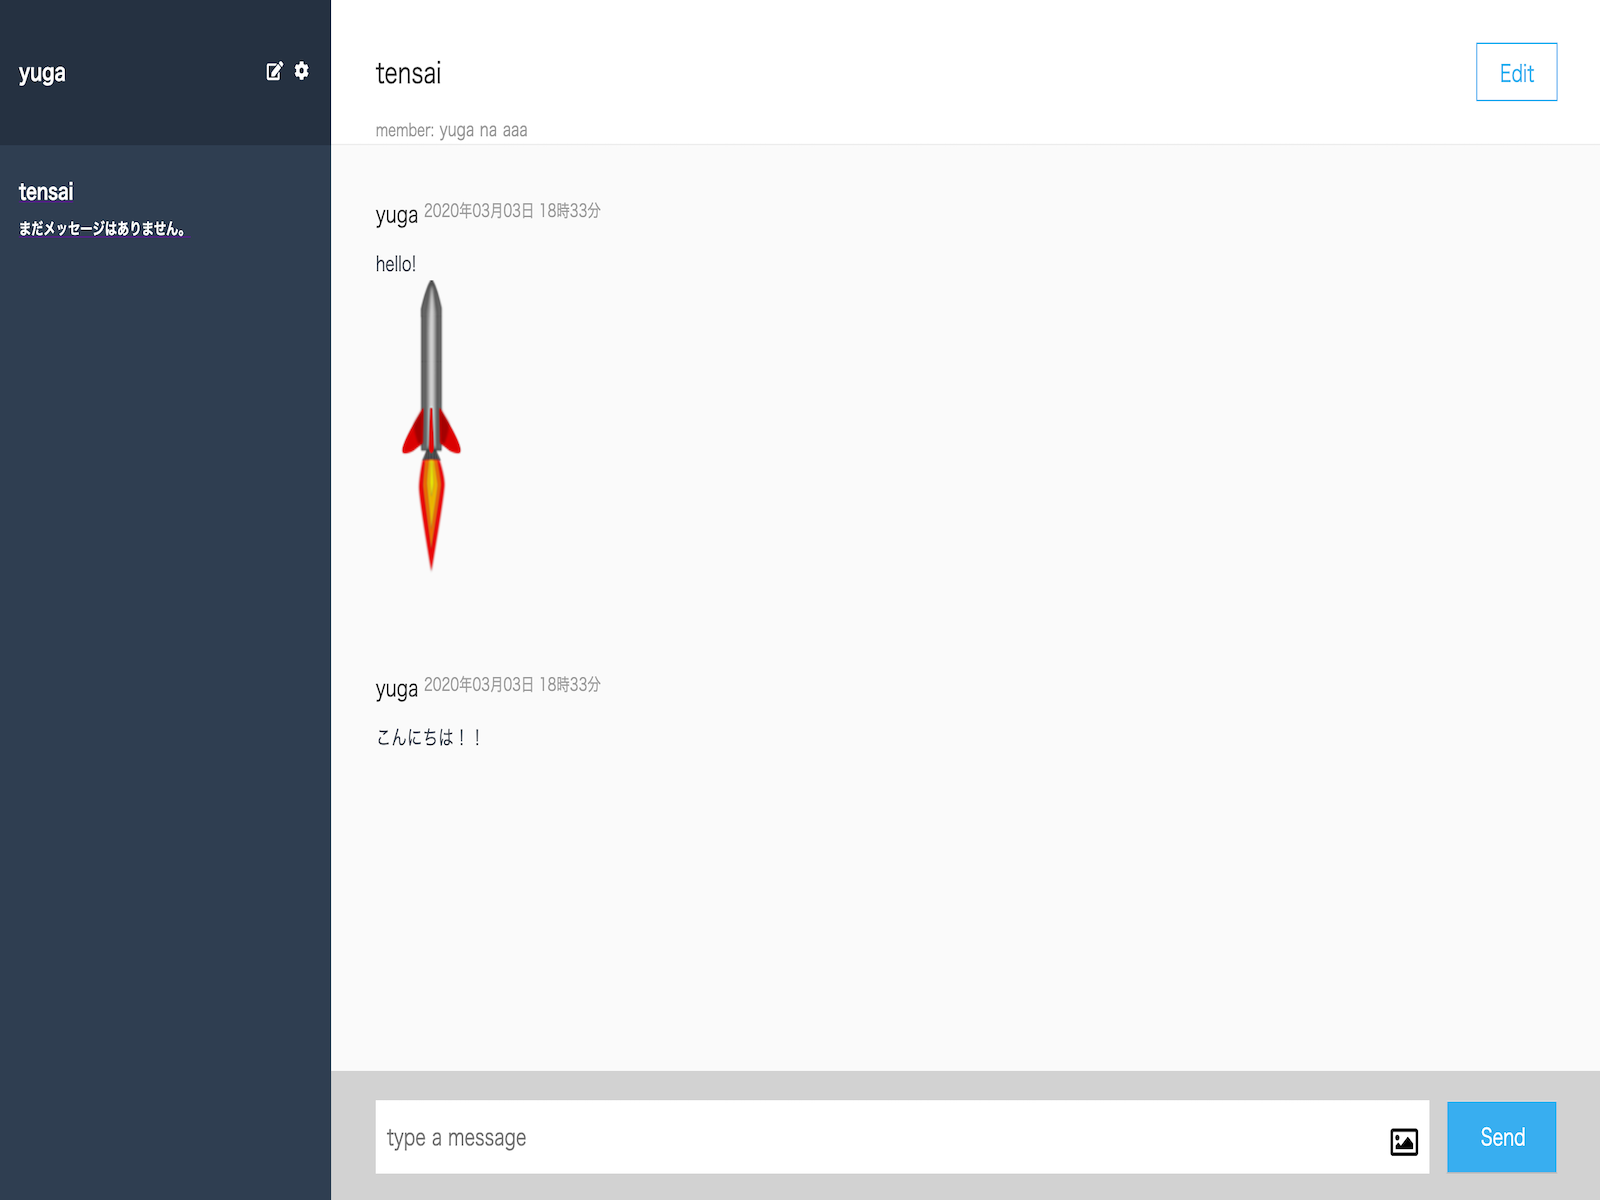 yuga
tensai
まだメッセージはありません。
tensai
Edit
member: yuga na aaa
yuga 2020年03月03日 18時33分
hello!
yuga 2020年03月03日 18時33分
こんにちは！！
type a message
Send